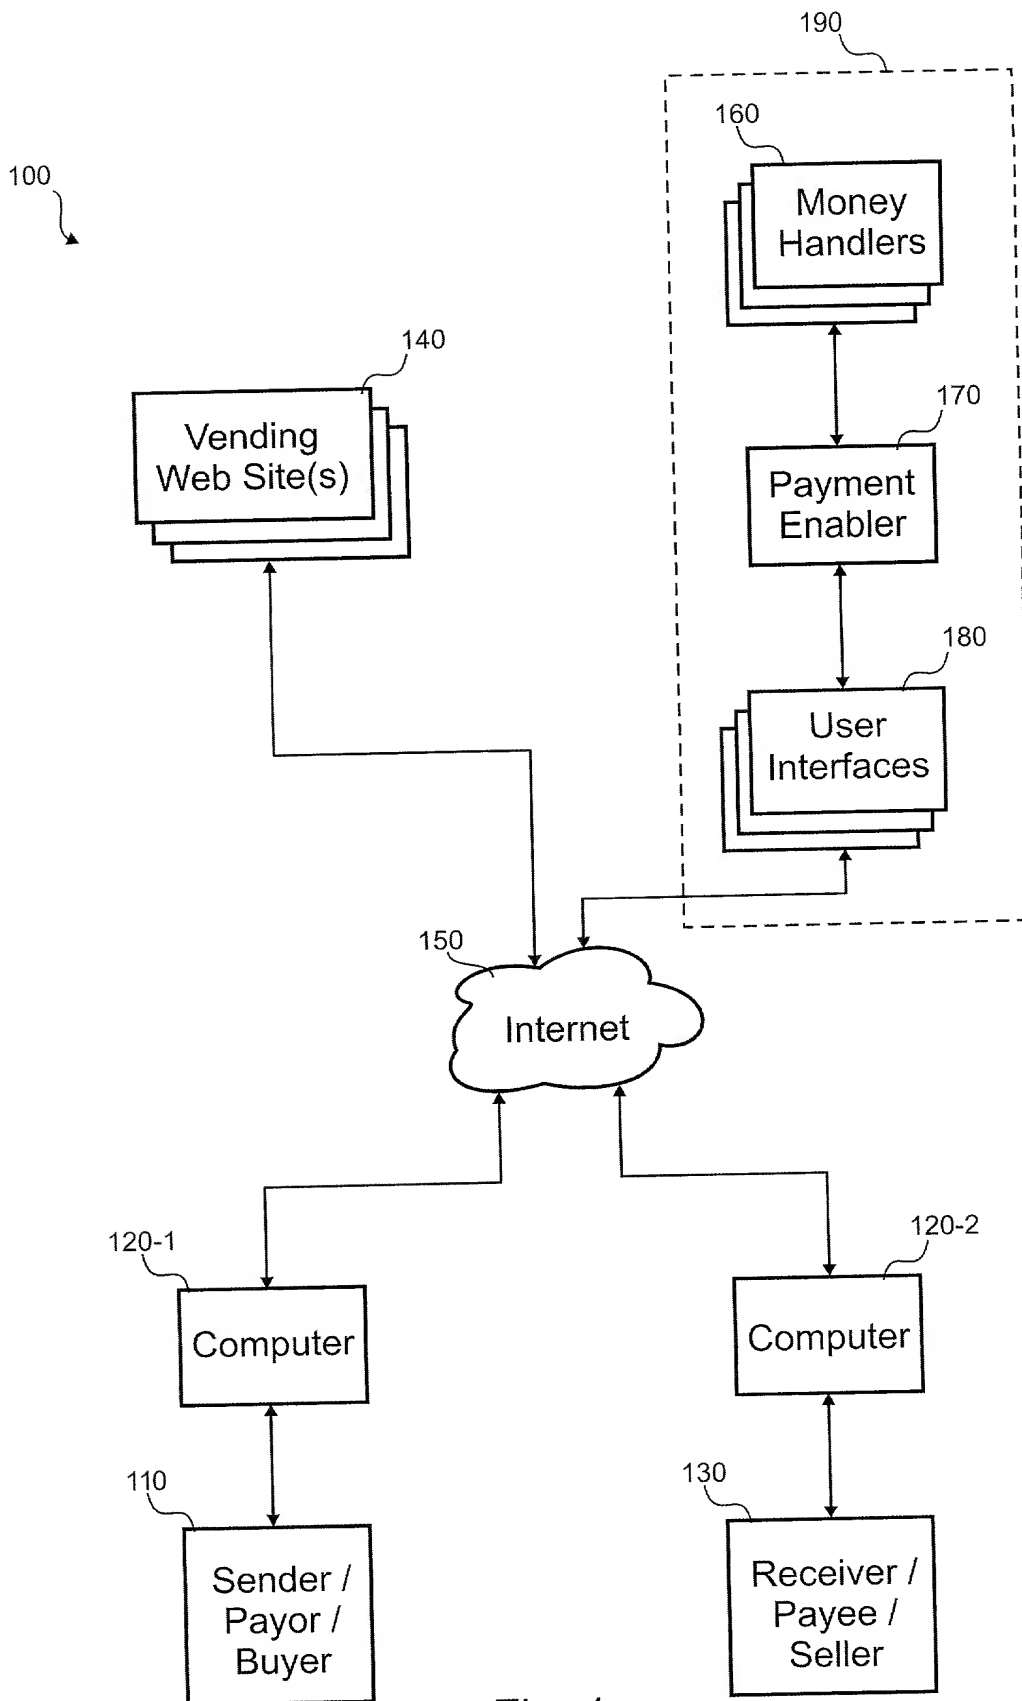 190
160
Money
Handlers
100
140
Vending
Web Site(s)
170
Payment
Enabler
180
User
Interfaces
150
Internet
120-1
Computer
120-2
Computer
110
Sender /
Payor /
Buyer
130
Receiver /
Payee /
Seller